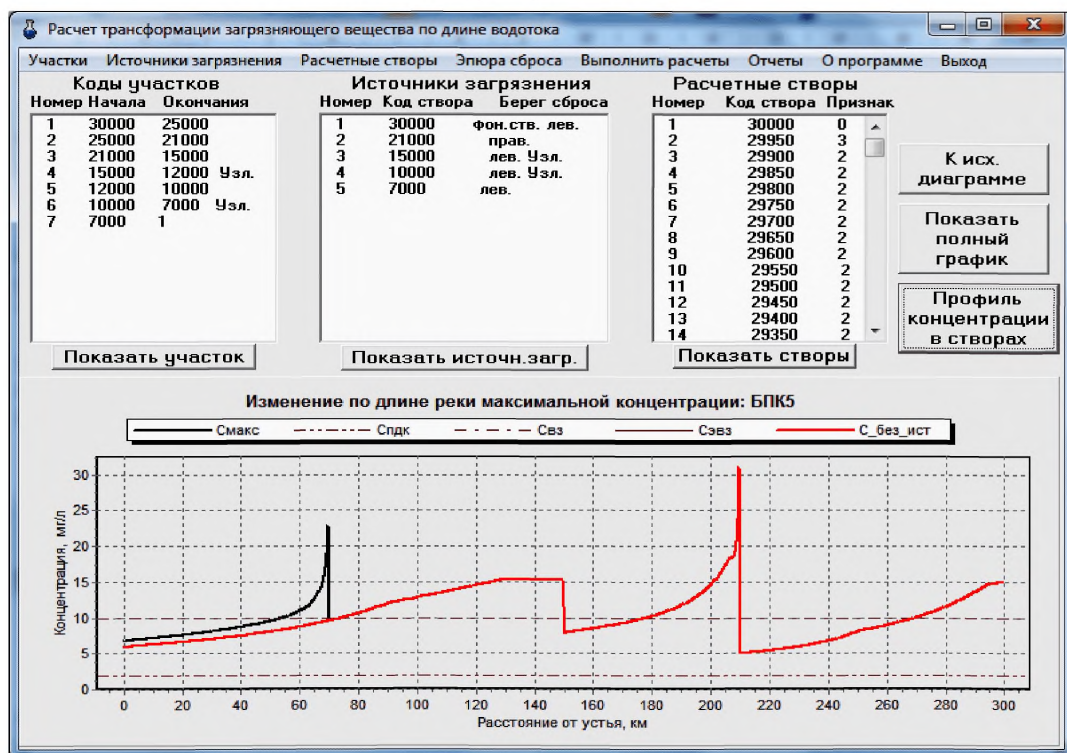 Расчет трансформации загрязняющего вещества по длине водотока
Участки Источники загрязнения Расчетные створы Эпюра сброса Выполнить расчеты Отчеты О программе Выход
Коды участков
Номер Начала Окончания
1 30000 25000
2 25000 21000
3 21000 15000
4 15000 12000 Узл.
5 12000 10000
6 10000 7000 Узл.
7 7000 1
Показать участок
Источники загрязнения
Номер Код створа Берег сброса
1 30000 фон.ств. лев.
2 21000 прав.
3 15000 лев. Узл.
4 10000 лев. Узл.
5 7000 лев.
Показать источн.загр.
Расчетные створы
Номер Код створа Признак
1 30000 0
2 29950 3
3 29900 2
4 29850 2
5 29800 2
6 29750 2
7 29700 2
8 29650 2
9 29600 2
10 29550 2
11 29500 2
12 29450 2
13 29400 2
14 29350 2
Показать створы
К исх.
диаграмме
Показать
полный
график
Профиль
концентрации
в створах
Изменение по длине реки максимальной концентрации: БПК5
Смакс Спдк Свз Сэвз С_без_ист
Концентрация, мг/л
30
25
20
15
10
5
0
0 20 40 60 80 100 120 140 160 180 200 220 240 260 280 300
Расстояние от устья, км